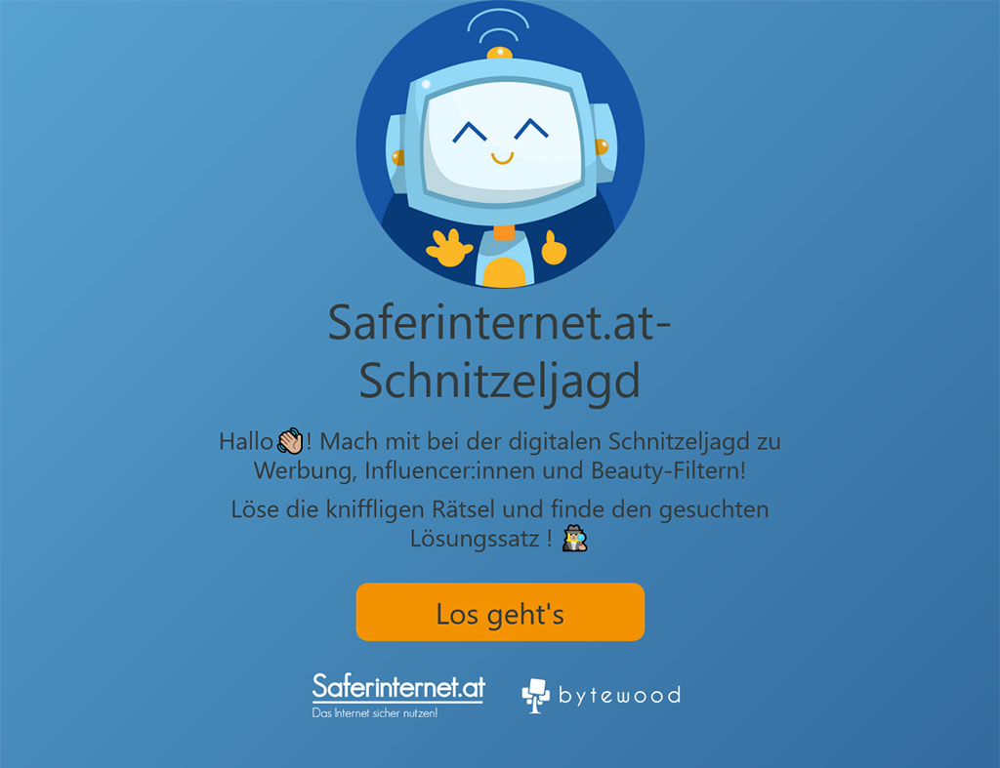 Saferinternet.at-
Schnitzeljagd
Hallo👋🏼! Mach mit bei der digitalen Schnitzeljagd zu
Werbung, Influencer:innen und Beauty-Filtern!
Löse die kniffligen Rätsel und finde den gesuchten
Lösungssatz ! 🕵🏼‍♀️
Los geht's
Saferinternet.at
Das Internet sicher nutzen!
bytewood